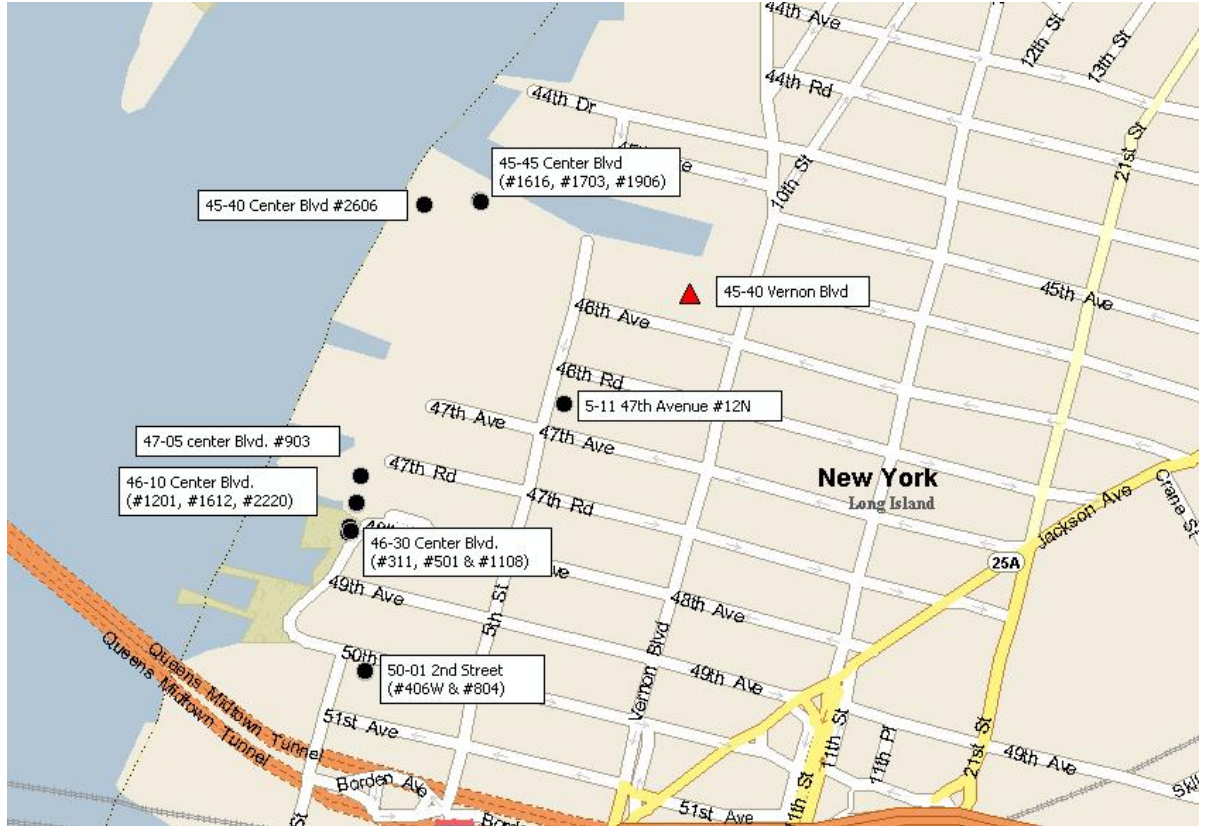 44th Ave
12th St
13th St
44th Rd
44th Dr
21st St
45-45 Center Blvd
(#1616, #1703, #1906)
10th St
45-40 Center Blvd #2606
45-40 Vernon Blvd
45th Ave
46th Ave
46th Rd
5-11 47th Avenue #12N
47th Ave
47th Ave
47-05 center Blvd. #903
47th Rd
46-10 Center Blvd.
(#1201, #1612, #2220)
New York
Long Island
47th Rd
Crane St
Jackson Ave
46-30 Center Blvd.
(#311, #501 & #1108)
25A
49th Ave
48th Ave
5th St
Vernon Blvd
50th
50-01 2nd Street
(#406W & #804)
49th Ave
Queens Midtown Tunnel
Queens Midtown Tunnel
51st Ave
11th St
11th Pl
21st St
49th Ave
Borden Ave
St
51st Ave
11th St